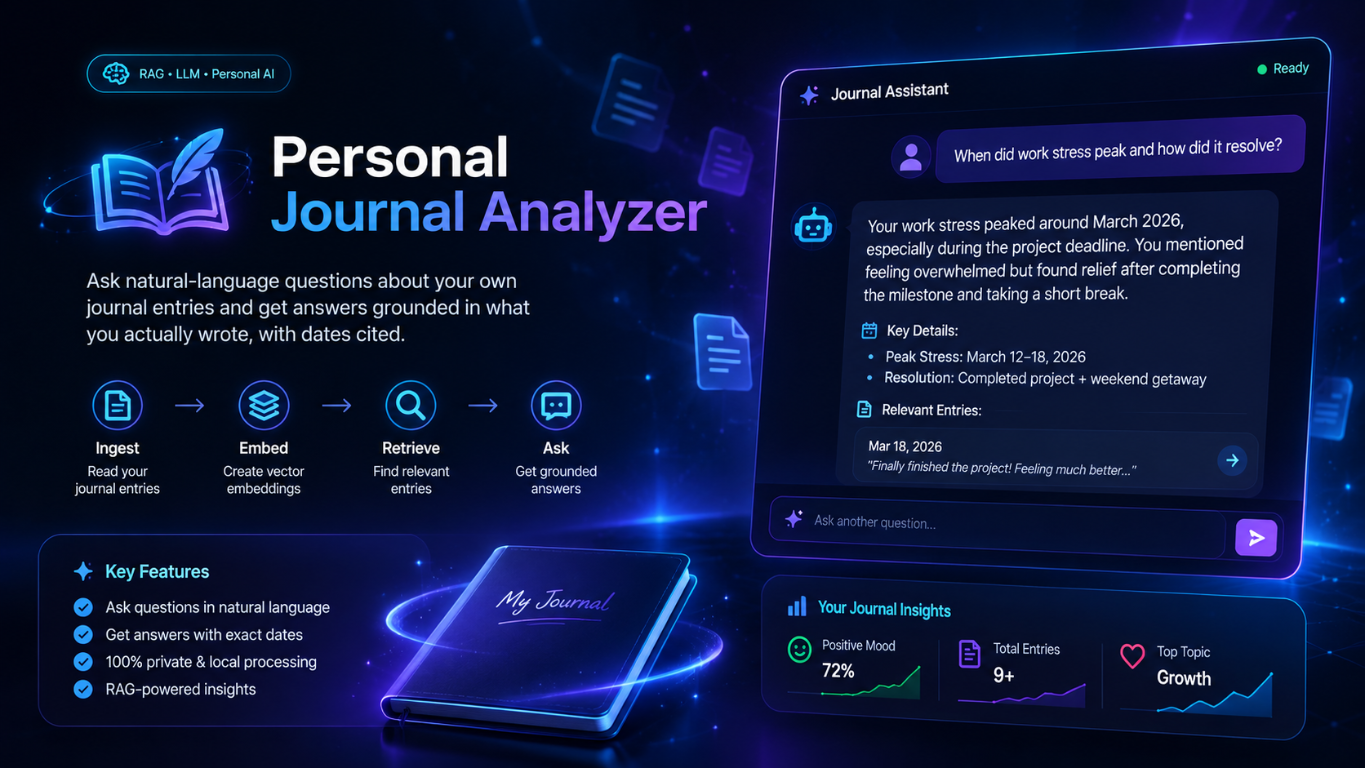 RAG • LLM • Personal AI
Personal
Journal Analyzer
Ask natural-language questions about your own
journal entries and get answers grounded in what
you actually wrote, with dates cited.
Ingest
Read your
journal entries
Embed
Create vector
embeddings
Retrieve
Find relevant
entries
Ask
Get grounded
answers
Key Features
Ask questions in natural language
Get answers with exact dates
100% private & local processing
RAG-powered insights
My Journal
Journal Assistant
Ready
When did work stress peak and how did it resolve?
Your work stress peaked around March 2026,
especially during the project deadline. You mentioned
feeling overwhelmed but found relief after completing
the milestone and taking a short break.
Key Details:
• Peak Stress: March 12–18, 2026
• Resolution: Completed project + weekend getaway
Relevant Entries:
Mar 18, 2026
"Finally finished the project! Feeling much better..."
Ask another question...
Your Journal Insights
Positive Mood
72%
Total Entries
9+
Top Topic
Growth